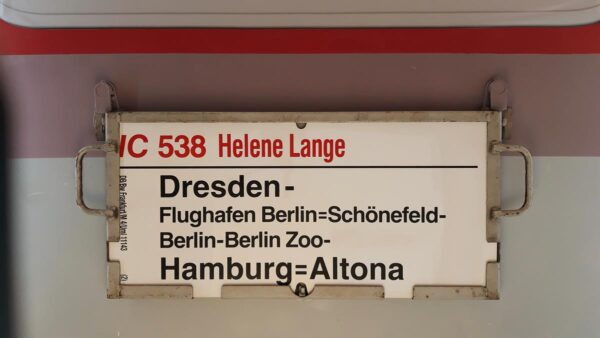 IC 538 Helene Lange
Dresden-
Flughafen Berlin=Schönefeld-
Berlin-Berlin Zoo-
Hamburg=Altona